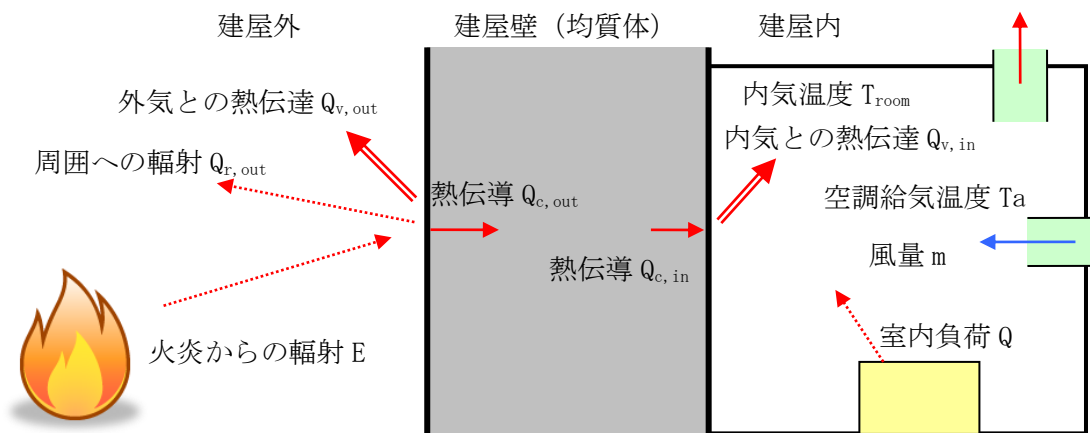 建屋外
建屋壁（均質体）
建屋内
外気との熱伝達 Qv,out
周囲への輻射 Qr,out
火炎からの輻射 E
熱伝導 Qc,out
熱伝導 Qc,in
内気温度 Troom
内気との熱伝達 Qv,in
空調給気温度 Ta
風量 m
室内負荷 Q